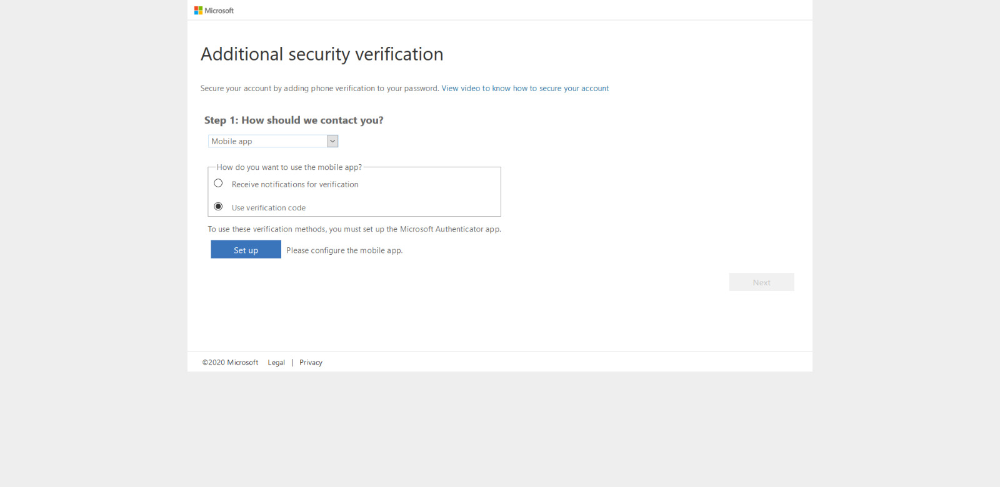 Microsoft
Additional security verification
Secure your account by adding phone verification to your password. View video to know how to secure your account
Step 1: How should we contact you?
Mobile app
How do you want to use the mobile app?
Receive notifications for verification
Use verification code
To use these verification methods, you must set up the Microsoft Authenticator app.
Set up Please configure the mobile app.
Next
©2020 Microsoft Legal | Privacy